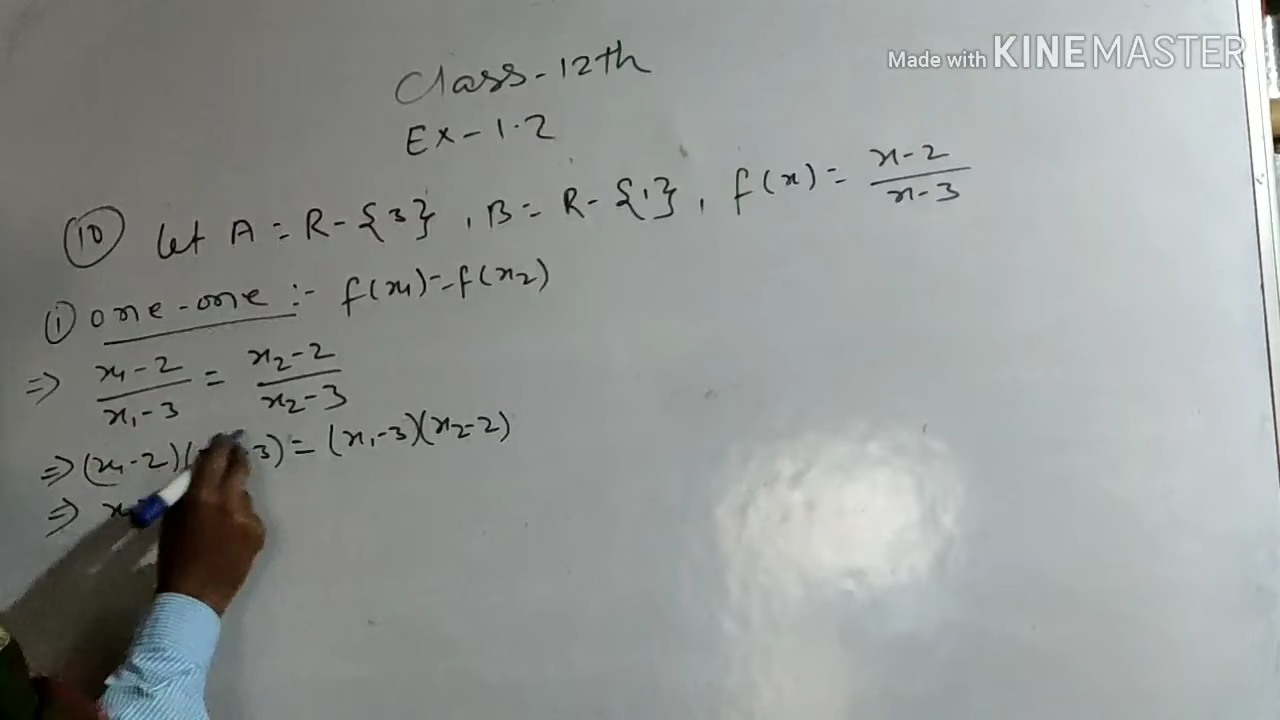 Made with KINEMASTER
Class-12th
Ex-1.2
(10) Let A = R-{3}, B = R-{1}, f(x) = (x-2)/(x-3)
(i) one-one :- f(x₁)=f(x₂)
⇒ (x₁-2)/(x₁-3) = (x₂-2)/(x₂-3)
⇒ (x₁-2)( 3) = (x₁-3)(x₂-2)
⇒